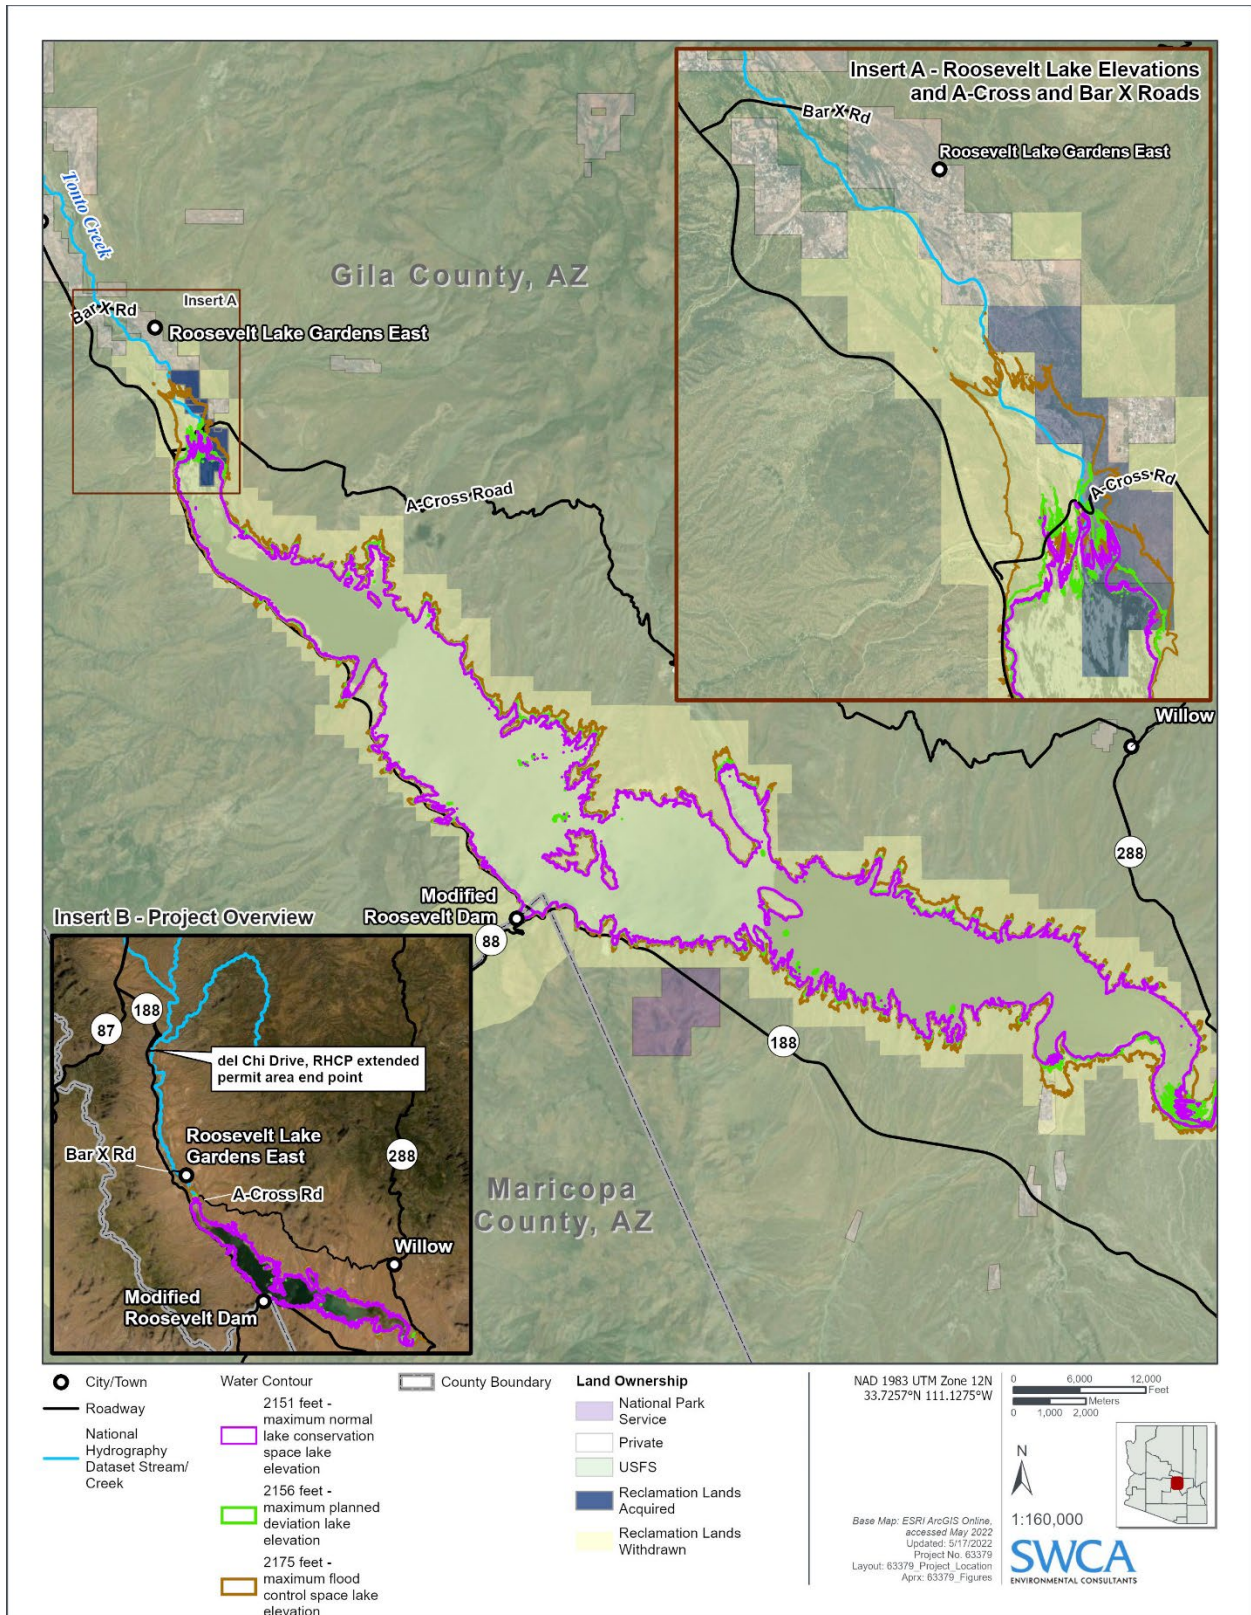 Insert A - Roosevelt Lake Elevations
and A-Cross and Bar X Roads
Bar X Rd
Roosevelt Lake Gardens East
A-Cross Rd
Tonto Creek
Gila County, AZ
Insert A
Bar X Rd
Roosevelt Lake Gardens East
A-Cross Road
Willow
288
Modified
Roosevelt Dam
88
188
Maricopa
County, AZ
Insert B - Project Overview
188
87
del Chi Drive, RHCP extended
permit area end point
Roosevelt Lake
Gardens East
Bar X Rd
288
A-Cross Rd
Willow
Modified
Roosevelt Dam
City/Town
Roadway
National
Hydrography
Dataset Stream/
Creek
Water Contour
2151 feet -
maximum normal
lake conservation
space lake
elevation
2156 feet -
maximum planned
deviation lake
elevation
2175 feet -
maximum flood
control space lake
elevation
County Boundary
Land Ownership
National Park
Service
Private
USFS
Reclamation Lands
Acquired
Reclamation Lands
Withdrawn
NAD 1983 UTM Zone 12N
33.7257°N 111.1275°W
Base Map: ESRI ArcGIS Online,
accessed May 2022
Updated: 5/17/2022
Project No. 63379
Layout: 63379_Project_Location
Aprx: 63379_Figures
0 6,000 12,000
Feet
Meters
0 1,000 2,000
N
1:160,000
SWCA
ENVIRONMENTAL CONSULTANTS